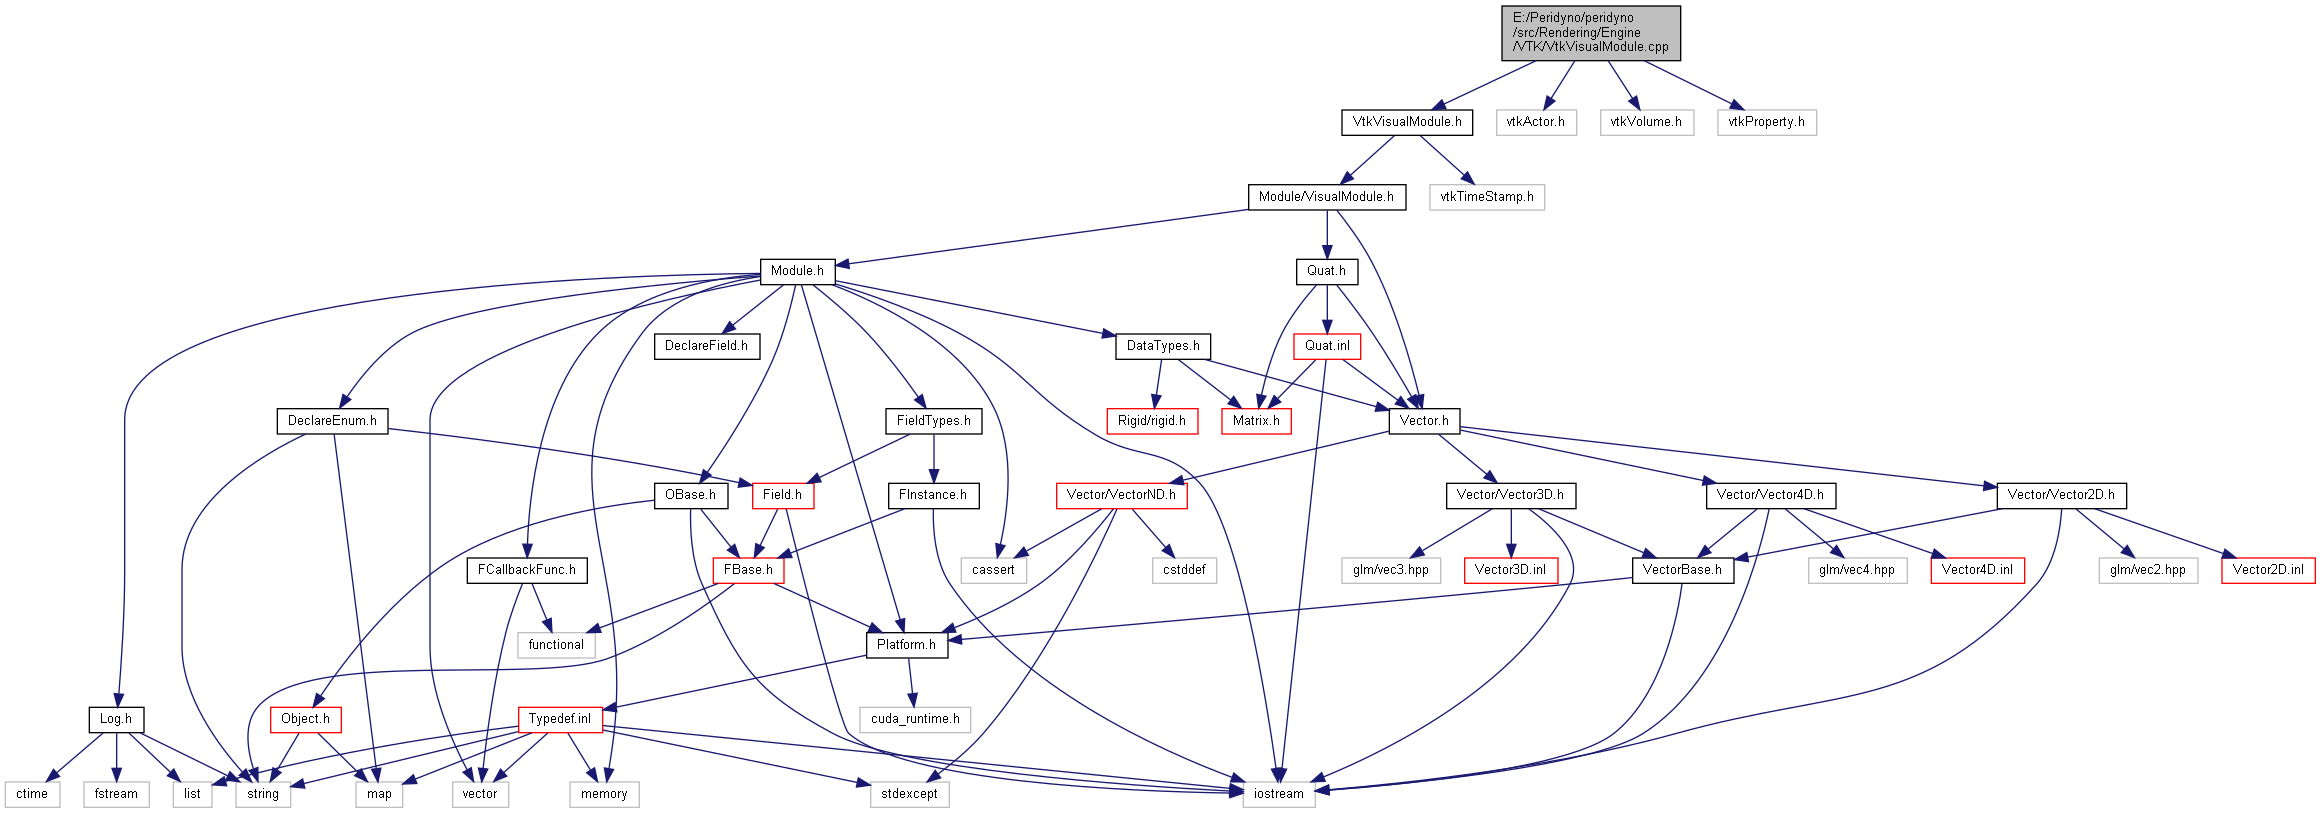 E:/Peridyno/peridyno
/src/Rendering/Engine
/VTK/VtkVisualModule.cpp
VtkVisualModule.h
vtkActor.h
vtkVolume.h
vtkProperty.h
Module/VisualModule.h
vtkTimeStamp.h
Module.h
Quat.h
DeclareField.h
DataTypes.h
Quat.inl
DeclareEnum.h
FieldTypes.h
Rigid/rigid.h
Matrix.h
Vector.h
OBase.h
Field.h
FInstance.h
Vector/VectorND.h
Vector/Vector3D.h
Vector/Vector4D.h
Vector/Vector2D.h
FCallbackFunc.h
FBase.h
cassert
cstddef
glm/vec3.hpp
Vector3D.inl
VectorBase.h
glm/vec4.hpp
Vector4D.inl
glm/vec2.hpp
Vector2D.inl
functional
Platform.h
Log.h
Object.h
Typedef.inl
cuda_runtime.h
ctime
fstream
list
string
map
vector
memory
stdexcept
iostream